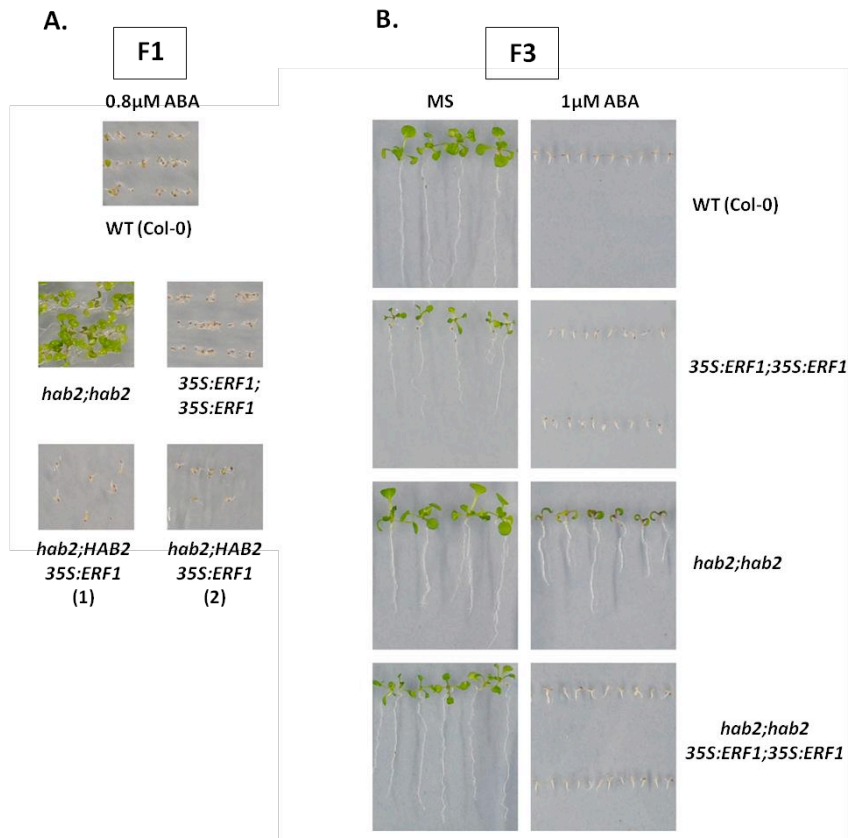 A.
F1
0.8µM ABA
WT (Col-0)
hab2;hab2
35S:ERF1;
35S:ERF1
hab2;HAB2
35S:ERF1
(1)
hab2;HAB2
35S:ERF1
(2)
B.
F3
MS
1µM ABA
WT (Col-0)
35S:ERF1;35S:ERF1
hab2;hab2
hab2;hab2
35S:ERF1;35S:ERF1